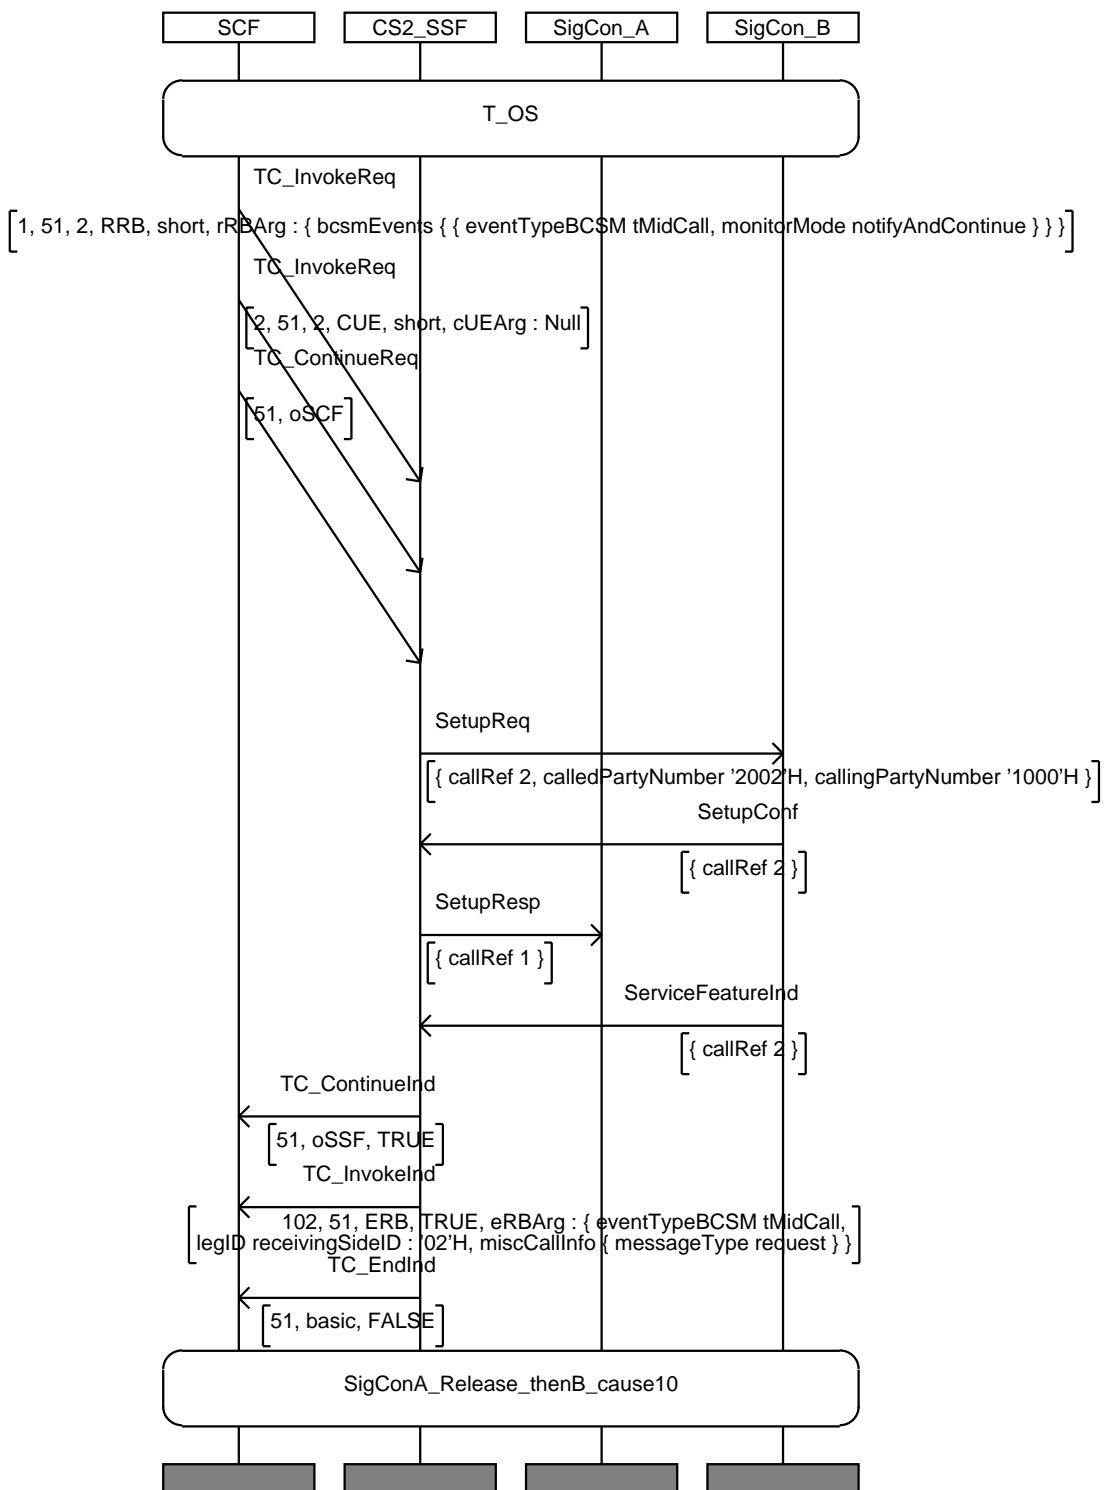 SCF CS2_SSF SigCon_A SigCon_B
T_OS
TC_InvokeReq
1, 51, 2, RRB, short, rRBArg : { bcsmEvents { { eventTypeBCSM tMidCall, monitorMode notifyAndContinue } } }
TC_InvokeReq
2, 51, 2, CUE, short, cUEArg : Null
TC_ContinueReq
51, oSCF
SetupReq
{ callRef 2, calledPartyNumber '2002'H, callingPartyNumber '1000'H }
SetupConf
{ callRef 2 }
SetupResp
{ callRef 1 }
ServiceFeatureInd
{ callRef 2 }
TC_ContinueInd
51, oSSF, TRUE
TC_InvokeInd
102, 51, ERB, TRUE, eRBArg : { eventTypeBCSM tMidCall,
legID receivingSideID : '02'H, miscCallInfo { messageType request } }
TC_EndInd
51, basic, FALSE
SigConA_Release_thenB_cause10